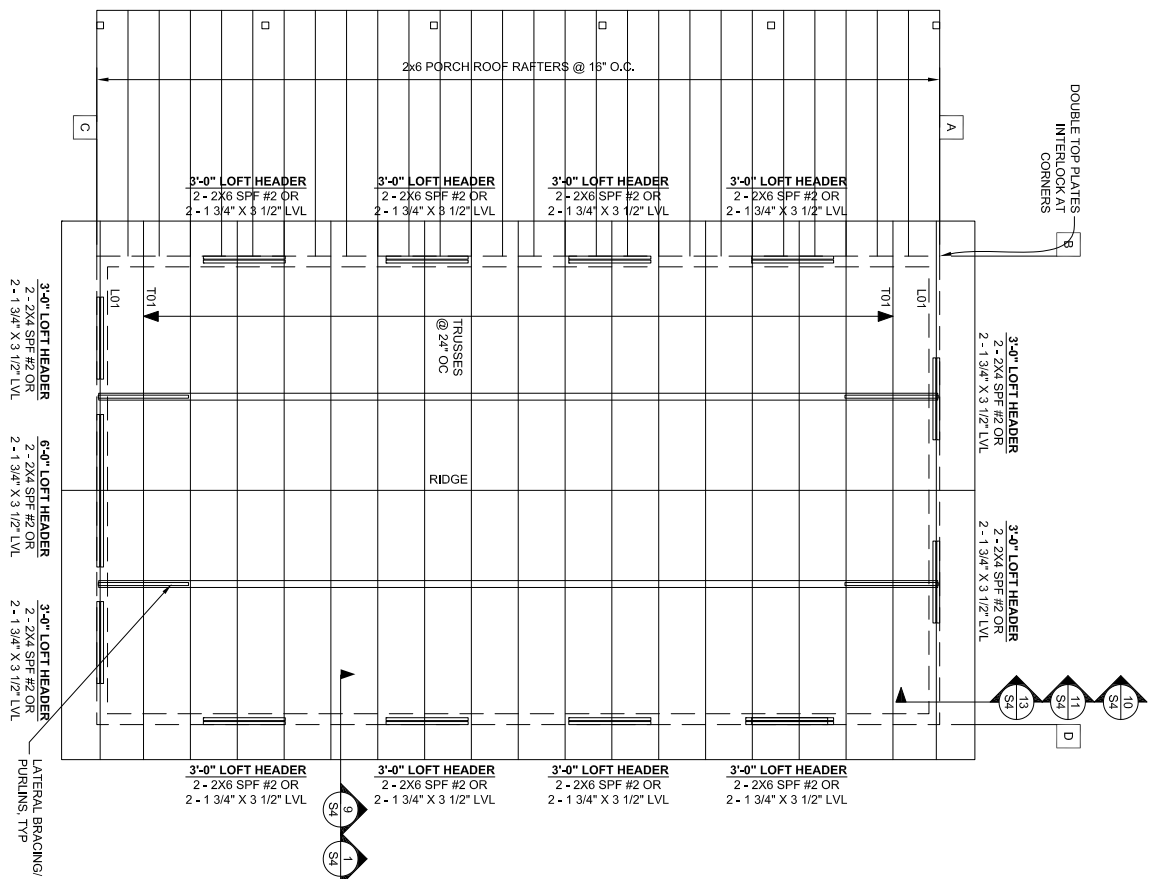 2x6 PORCH ROOF RAFTERS @ 16" O.C.
C
A
DOUBLE TOP PLATES
INTERLOCK AT
CORNERS
B
3'-0" LOFT HEADER
2 - 2X6 SPF #2 OR
2 - 1 3/4" X 3 1/2" LVL
3'-0" LOFT HEADER
2 - 2X6 SPF #2 OR
2 - 1 3/4" X 3 1/2" LVL
3'-0" LOFT HEADER
2 - 2X6 SPF #2 OR
2 - 1 3/4" X 3 1/2" LVL
3'-0" LOFT HEADER
2 - 2X6 SPF #2 OR
2 - 1 3/4" X 3 1/2" LVL
L01
T01
T01
L01
TRUSSES
@ 24" OC
3'-0" LOFT HEADER
2 - 2X4 SPF #2 OR
2 - 1 3/4" X 3 1/2" LVL
3'-0" LOFT HEADER
2 - 2X4 SPF #2 OR
2 - 1 3/4" X 3 1/2" LVL
RIDGE
6'-0" LOFT HEADER
2 - 2X4 SPF #2 OR
2 - 1 3/4" X 3 1/2" LVL
3'-0" LOFT HEADER
2 - 2X4 SPF #2 OR
2 - 1 3/4" X 3 1/2" LVL
3'-0" LOFT HEADER
2 - 2X4 SPF #2 OR
2 - 1 3/4" X 3 1/2" LVL
13
S4
11
S4
10
S4
D
3'-0" LOFT HEADER
2 - 2X6 SPF #2 OR
2 - 1 3/4" X 3 1/2" LVL
3'-0" LOFT HEADER
2 - 2X6 SPF #2 OR
2 - 1 3/4" X 3 1/2" LVL
3'-0" LOFT HEADER
2 - 2X6 SPF #2 OR
2 - 1 3/4" X 3 1/2" LVL
3'-0" LOFT HEADER
2 - 2X6 SPF #2 OR
2 - 1 3/4" X 3 1/2" LVL
9
S4
1
S4
LATERAL BRACING/
PURLINS, TYP